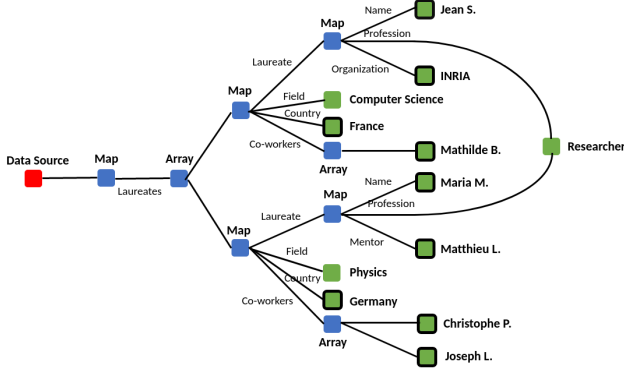 Name
Jean S.
Map
Profession
Laureate
Organization
INRIA
Map
Field
Computer Science
Country
France
Co-workers
Mathilde B.
Array
Researcher
Data Source
Map
Array
Laureates
Name
Maria M.
Map
Profession
Laureate
Mentor
Matthieu L.
Map
Field
Physics
Country
Germany
Co-workers
Christophe P.
Array
Joseph L.